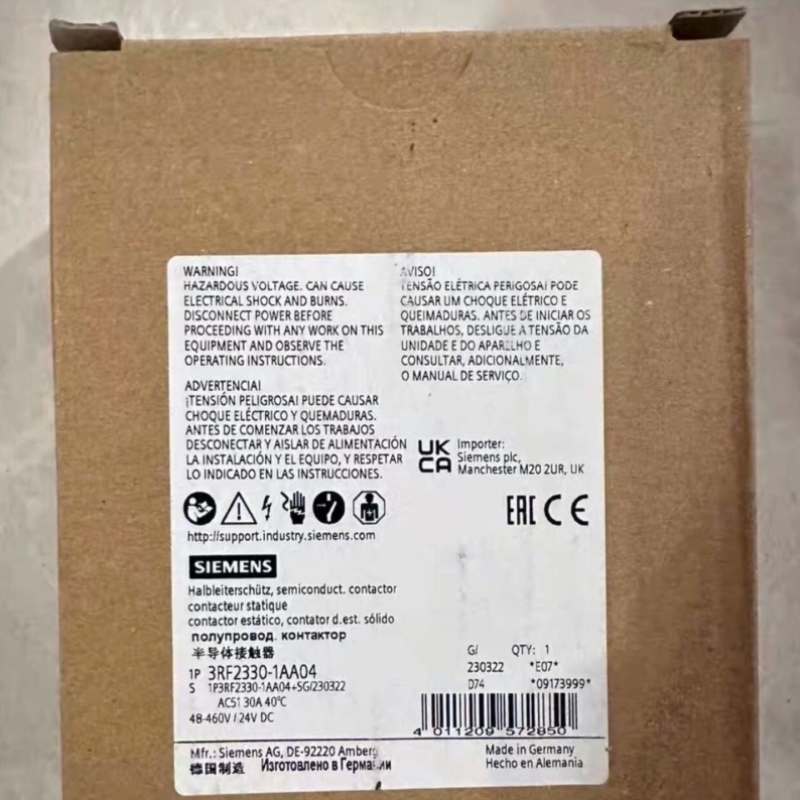 WARNING!
HAZARDOUS VOLTAGE. CAN CAUSE
ELECTRICAL SHOCK AND BURNS.
DISCONNECT POWER BEFORE
PROCEEDING WITH ANY WORK ON THIS
EQUIPMENT AND OBSERVE THE
OPERATING INSTRUCTIONS.
ADVERTENCIA!
¡TENSIÓN PELIGROSA! PUEDE CAUSAR
CHOQUE ELÉCTRICO Y QUEMADURAS.
ANTES DE COMENZAR LOS TRABAJOS
DESCONECTAR Y AISLAR DE ALIMENTACIÓN
LA INSTALACIÓN Y EL EQUIPO, Y RESPETAR
LO INDICADO EN LAS INSTRUCCIONES.
AVISO!
TENSÃO ELÉTRICA PERIGOSA! PODE
CAUSAR UM CHOQUE ELÉTRICO E
QUEIMADURAS. ANTES DE INICIAR OS
TRABALHOS, DESLIGUE A TENSÃO DA
UNIDADE E DO APARELHO E
CONSULTAR, ADICIONALMENTE,
O MANUAL DE SERVIÇO.
UK
CA
Importer:
Siemens plc,
Manchester M20 2UR, UK
EAC CE
http://support.industry.siemens.com
SIEMENS
Halbleiterschütz, semiconduct. contactor
contacteur statique
contactor estático, contator d.est. sólido
полупровод. контактор
半导体接触器
1P 3RF2330-1AA04
S 1P3RF2330-1AA04+SG/230322
AC51 30A 40°C
48-460V / 24V DC
G/ QTY: 1
230322 *E07*
D74 *09173999*
4 011209 572850
Mfr.: Siemens AG, DE-92220 Amberg
德国制造 Изготовлено в Германии
Made in Germany
Hecho en Alemania